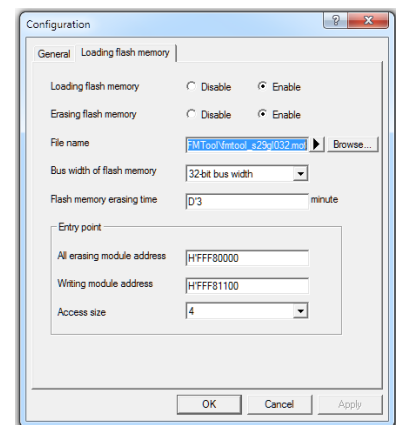 Configuration
General Loading flash memory
Loading flash memory Disable Enable
Erasing flash memory Disable Enable
File name FMTool\fmtool_s29gl032.mot Browse...
Bus width of flash memory 32-bit bus width
Flash memory erasing time D'3 minute
Entry point
All erasing module address H'FFF80000
Writing module address H'FFF81100
Access size 4
OK Cancel Apply